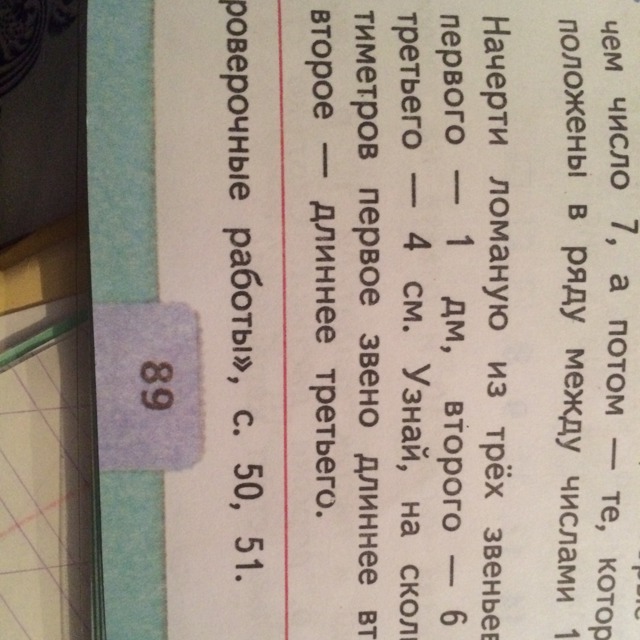 чем число 7, а потом — те, котор
положены в ряду между числами 1
Начерти ломаную из трёх звеньев
первого — 1 дм, второго — 6
третьего — 4 см. Узнай, на скол
тиметров первое звено длиннее вт
второе — длиннее третьего.
роверочные работы», с. 50, 51.
89